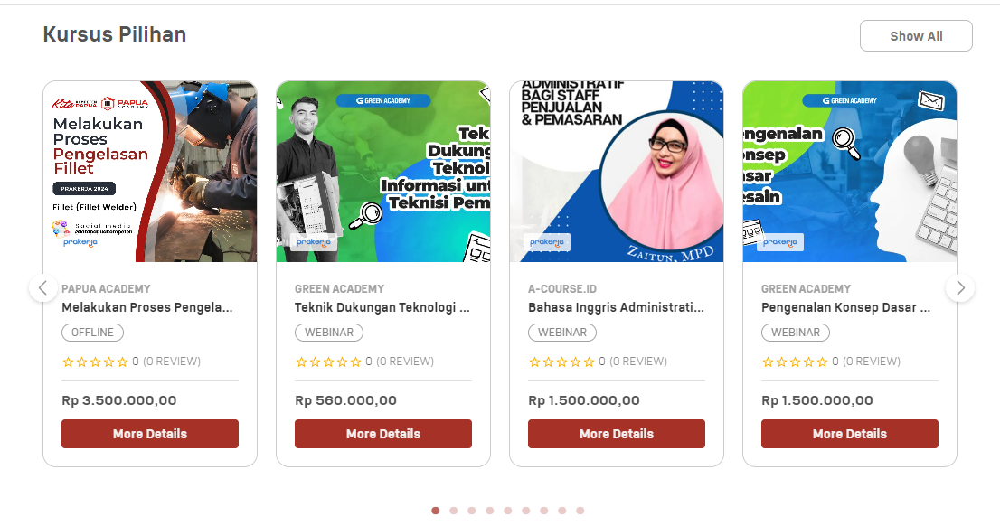 Kursus Pilihan
Show All
Kita
PAPUA
PAPUA
ACADEMY
Melakukan
Proses
Pengelasan
Fillet
PRAKERJA 2024
Fillet (Fillet Welder)
Social media
@kitapapuakompeten
prakerja
PAPUA ACADEMY
Melakukan Proses Pengela...
OFFLINE
0 (0 REVIEW)
Rp 3.500.000,00
More Details
GREEN ACADEMY
Tek
Dukung
Teknol
Informasi unt
Teknisi Pem
prakerja
GREEN ACADEMY
Teknik Dukungan Teknologi ...
WEBINAR
0 (0 REVIEW)
Rp 560.000,00
More Details
ADMINISTRATIF
BAGI STAFF
PENJUALAN
& PEMASARAN
prakerja
ZAITUN, MPD
A-COURSE.ID
Bahasa Inggris Administrati...
WEBINAR
0 (0 REVIEW)
Rp 1.500.000,00
More Details
GREEN ACADEMY
ngenalan
nsep
asar
esain
prakerja
GREEN ACADEMY
Pengenalan Konsep Dasar ...
WEBINAR
0 (0 REVIEW)
Rp 1.500.000,00
More Details